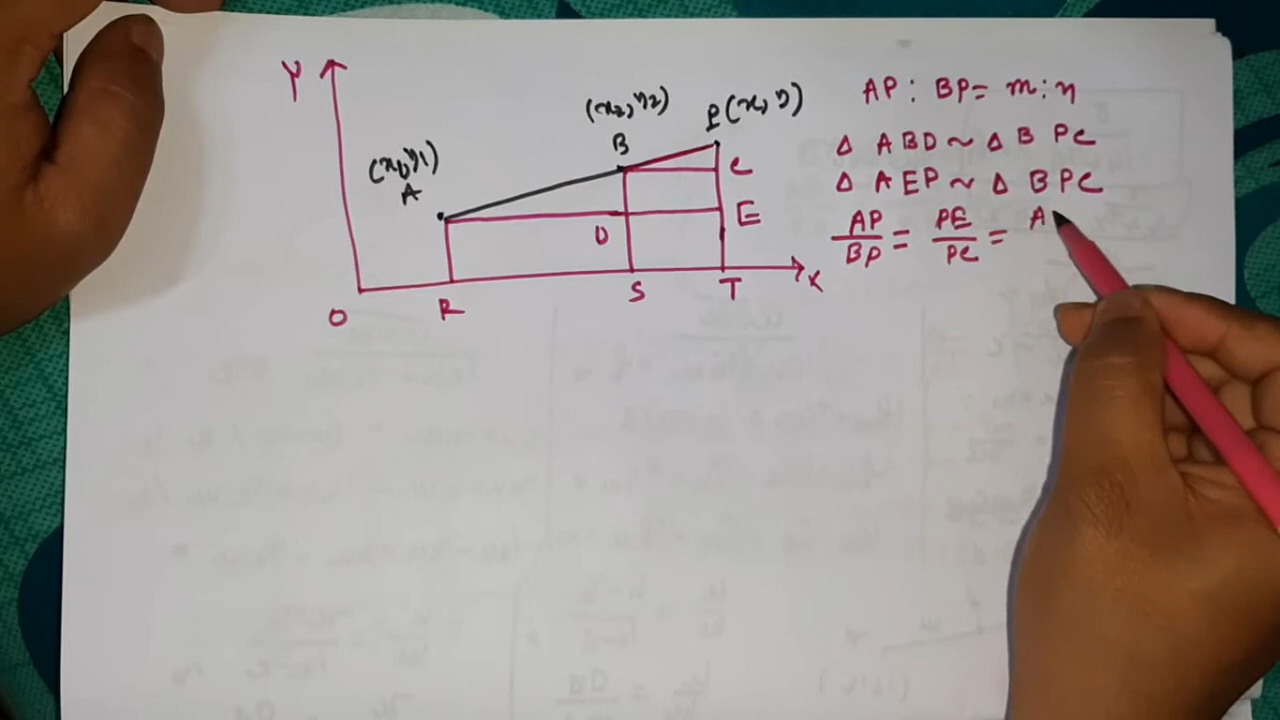 Y
(x1, y1)
A
(x2, y2)
B
P(x, y)
C
E
D
O
R
S
T
X
AP : BP = m : n
Δ ABD ~ Δ BPC
Δ AEP ~ Δ BPC
AP/BP = PE/PC = A